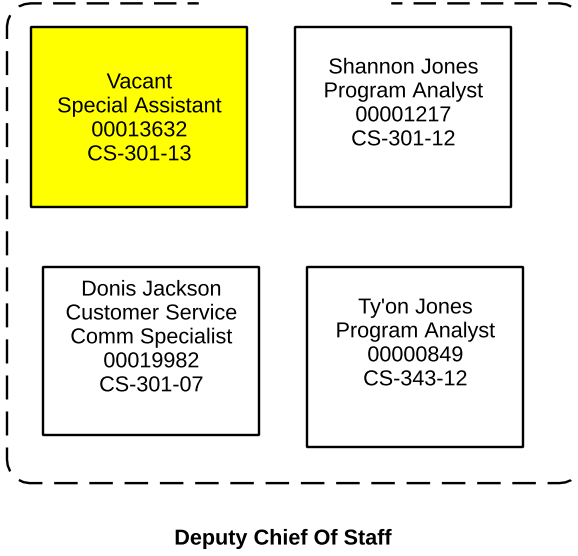 Vacant
Special Assistant
00013632
CS-301-13
Shannon Jones
Program Analyst
00001217
CS-301-12
Donis Jackson
Customer Service
Comm Specialist
00019982
CS-301-07
Ty'on Jones
Program Analyst
00000849
CS-343-12
Deputy Chief Of Staff